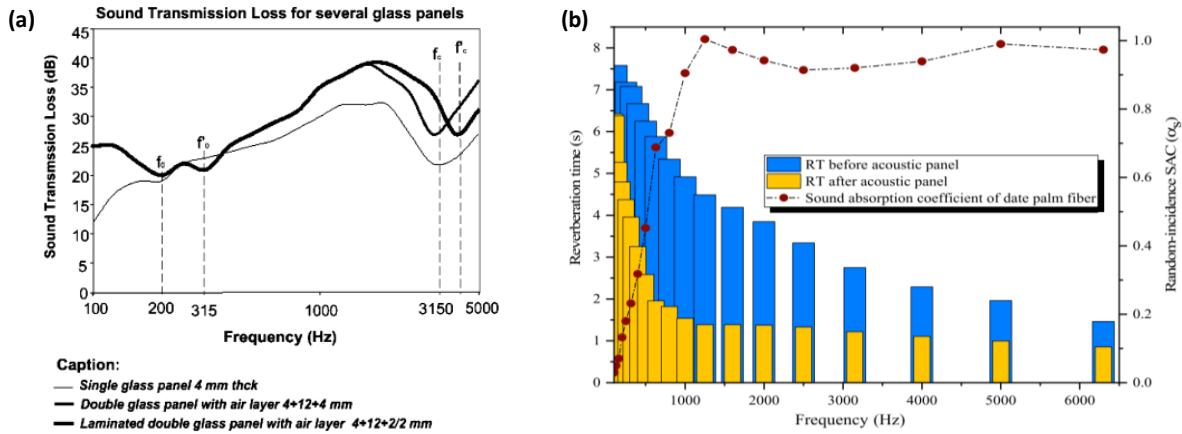 (a)
Sound Transmission Loss for several glass panels
Sound Transmssion Loss (dB)
45
40
35
30
25
20
15
10
5
0
f₀
f'₀
f꜀
f'꜀
100
200
315
1000
3150
5000
Frequency (Hz)
Caption:
Single glass panel 4 mm thck
Double glass panel with air layer 4+12+4 mm
Laminated double glass panel with air layer 4+12+2/2 mm
(b)
Reverberation time (s)
8
7
6
5
4
3
2
1
0
RT before acoustic panel
RT after acoustic panel
Sound absorption coefficient of date palm fiber
1.0
0.8
0.6
0.4
0.2
0.0
Random-incidence SAC (αs)
1000
2000
3000
4000
5000
6000
Frequency (Hz)